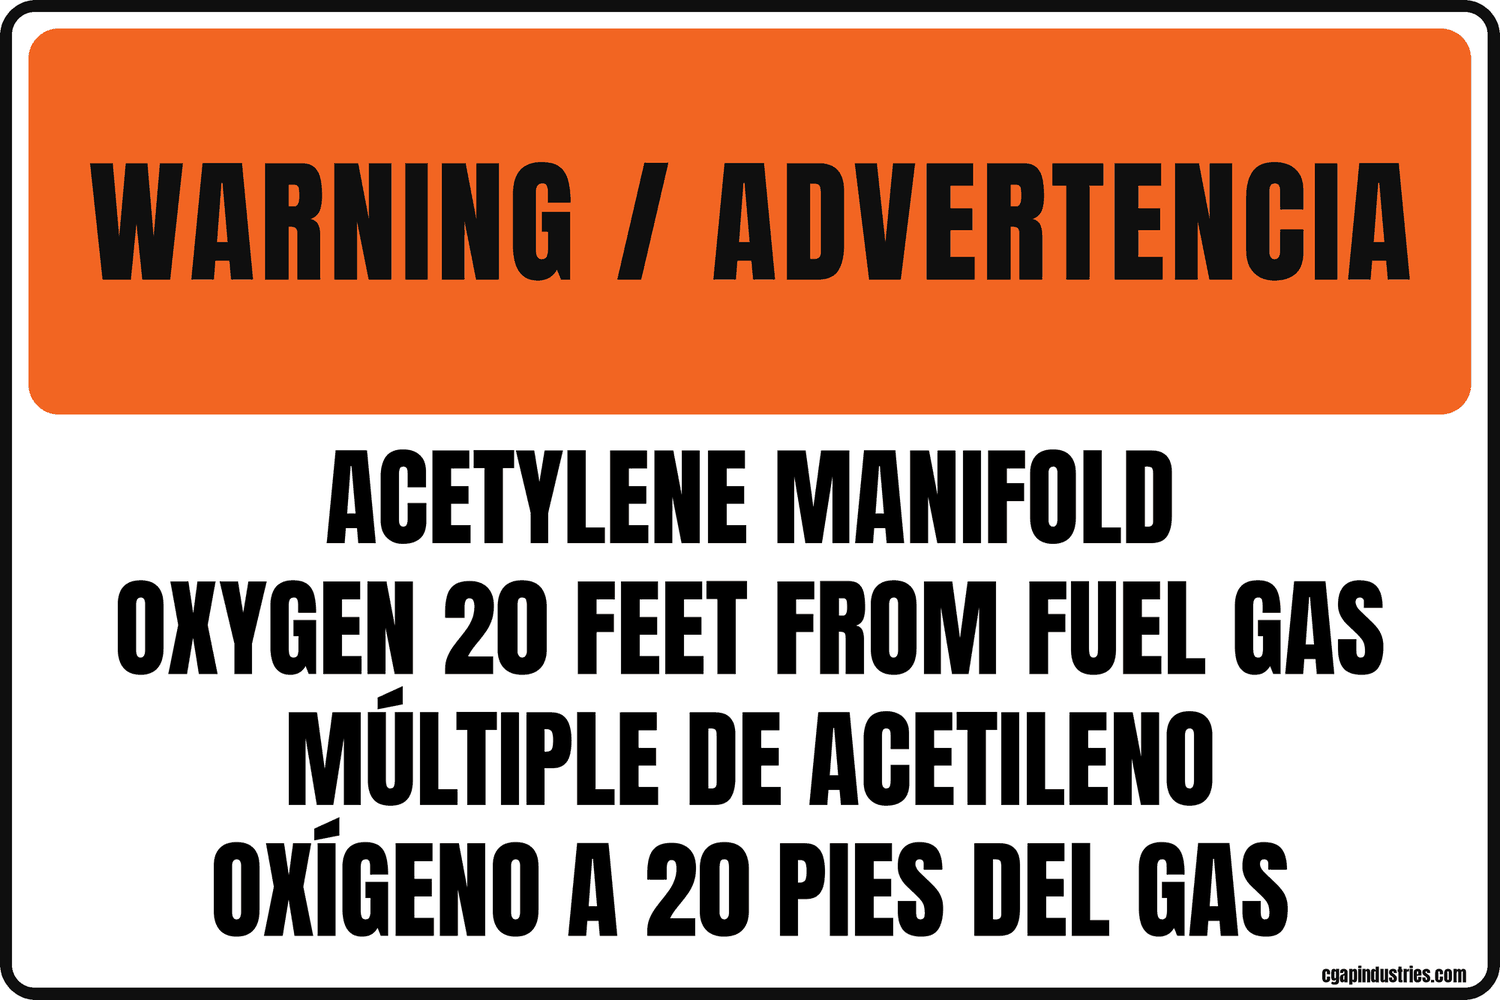 WARNING / ADVERTENCIA
ACETYLENE MANIFOLD
OXYGEN 20 FEET FROM FUEL GAS
MÚLTIPLE DE ACETILENO
OXÍGENO A 20 PIES DEL GAS
cgapindustries.com